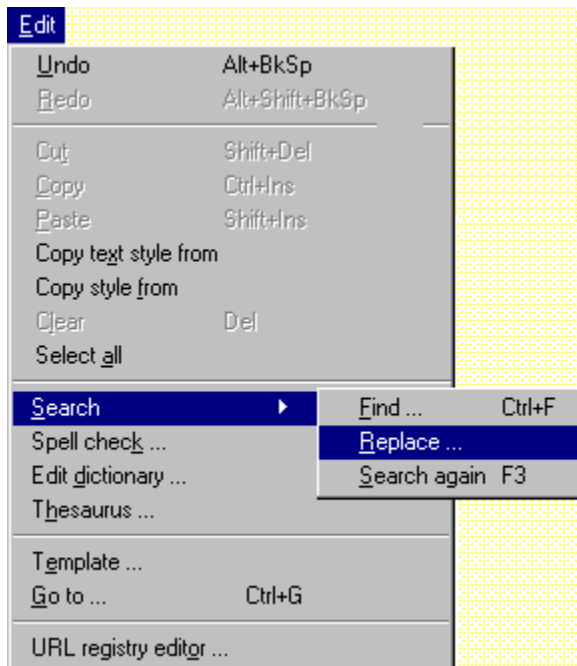 Edit
Undo Alt+BkSp
Redo Alt+Shift+BkSp
Cut Shift+Del
Copy Ctrl+Ins
Paste Shift+Ins
Copy text style from
Copy style from
Clear Del
Select all
Search Find ... Ctrl+F
Spell check ... Replace ...
Edit dictionary ... Search again F3
Thesaurus ...
Template ...
Go to ... Ctrl+G
URL registry editor ...